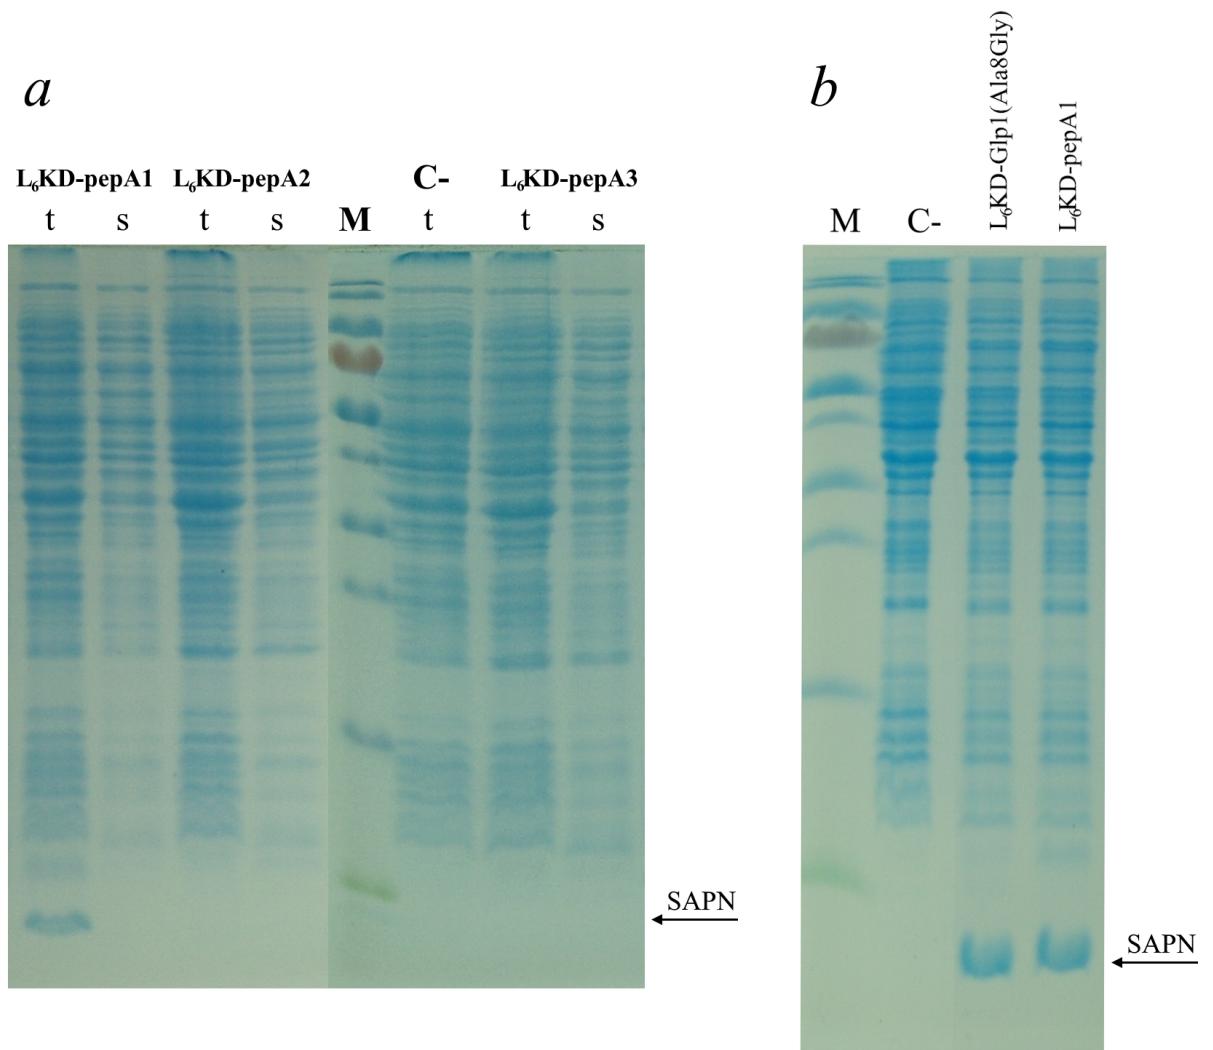 a
L₆KD-pepA1 L₆KD-pepA2 C- L₆KD-pepA3
t s t s M t t s
SAPN
b
M C- L₆KD-Glp1(Ala8Gly) L₆KD-pepA1
SAPN